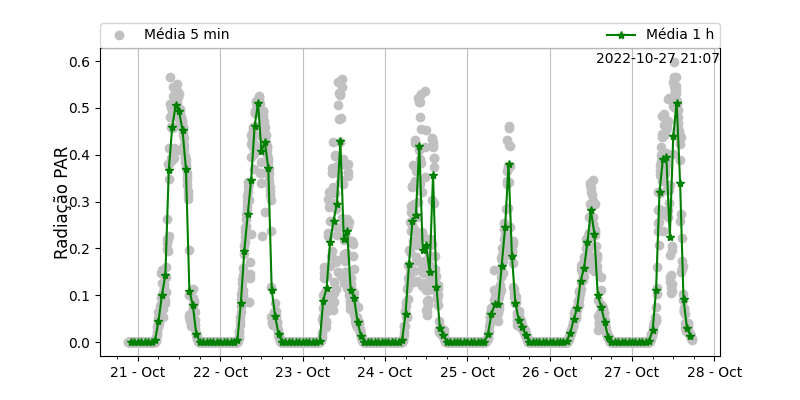 Média 5 min
Média 1 h
2022-10-27 21:07
Radiação PAR
0.6
0.5
0.4
0.3
0.2
0.1
0.0
21 - Oct
22 - Oct
23 - Oct
24 - Oct
25 - Oct
26 - Oct
27 - Oct
28 - Oct